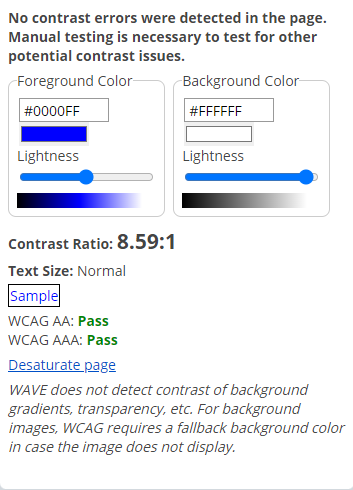 No contrast errors were detected in the page.
Manual testing is necessary to test for other
potential contrast issues.
Foreground Color
#0000FF
Lightness
Background Color
#FFFFFF
Lightness
Contrast Ratio: 8.59:1
Text Size: Normal
Sample
WCAG AA: Pass
WCAG AAA: Pass
Desaturate page
WAVE does not detect contrast of background
gradients, transparency, etc. For background
images, WCAG requires a fallback background color
in case the image does not display.